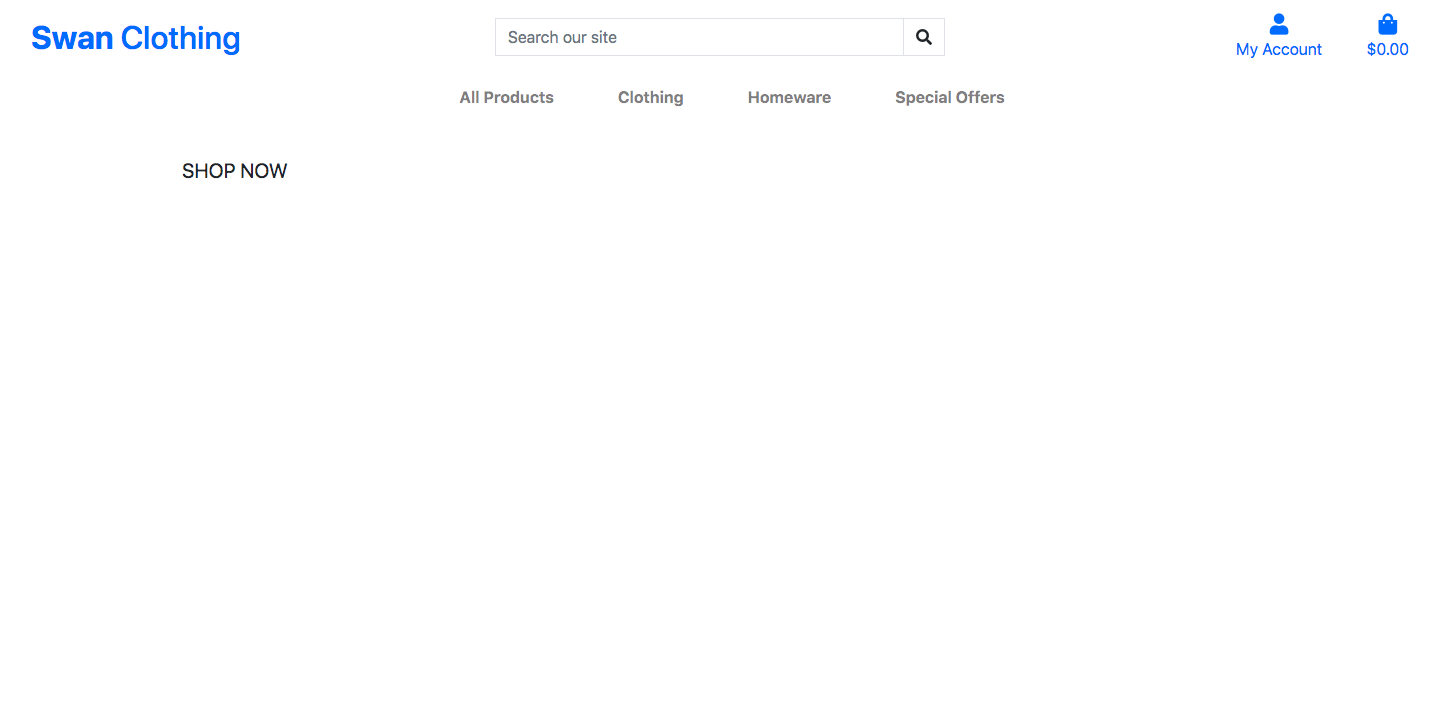 Swan Clothing
Search our site
My Account
$0.00
All Products
Clothing
Homeware
Special Offers
SHOP NOW